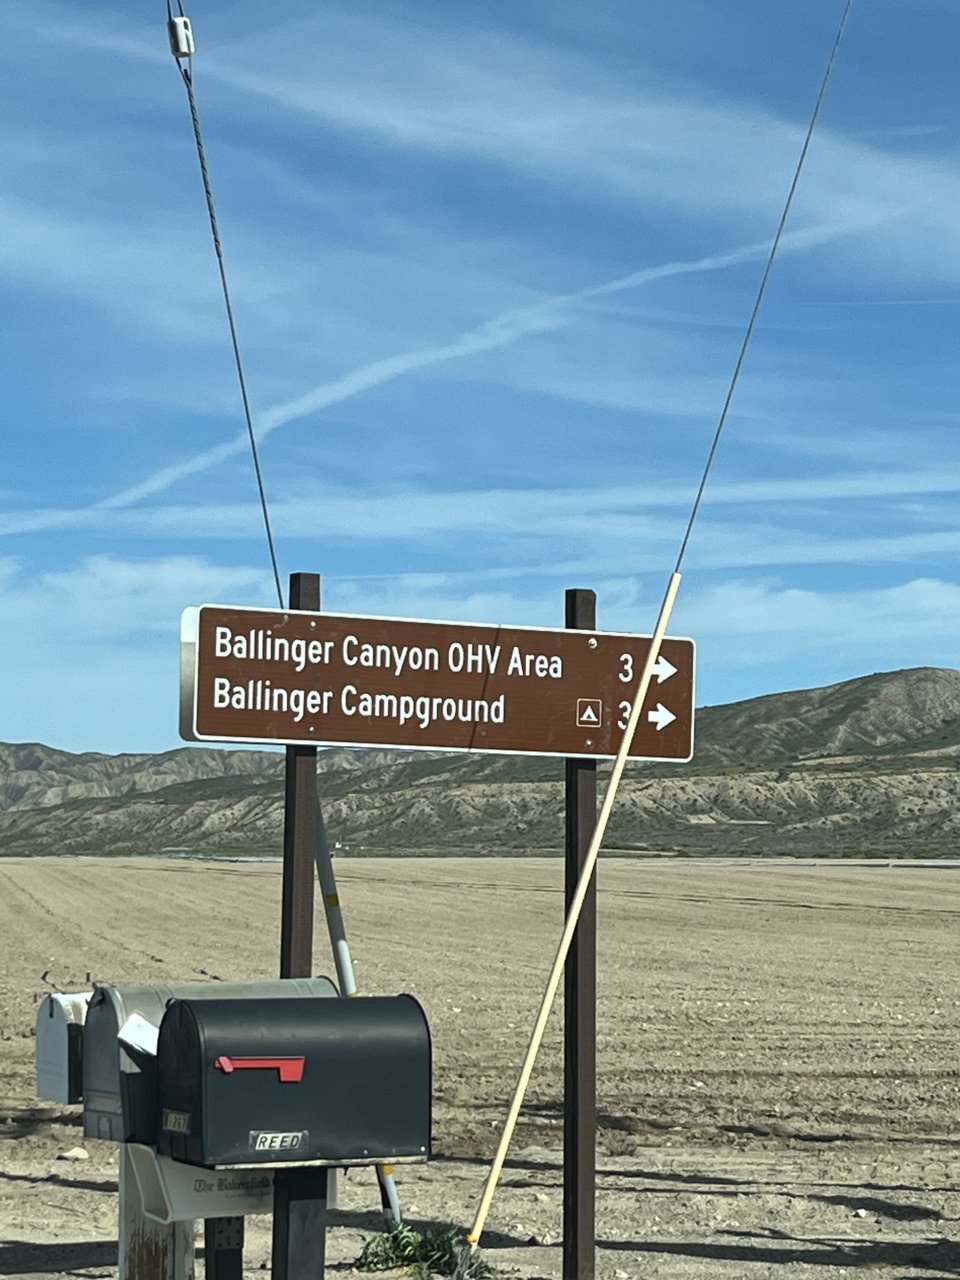 Ballinger Canyon OHV Area 3
Ballinger Campground 3
REED
The Bakersfield